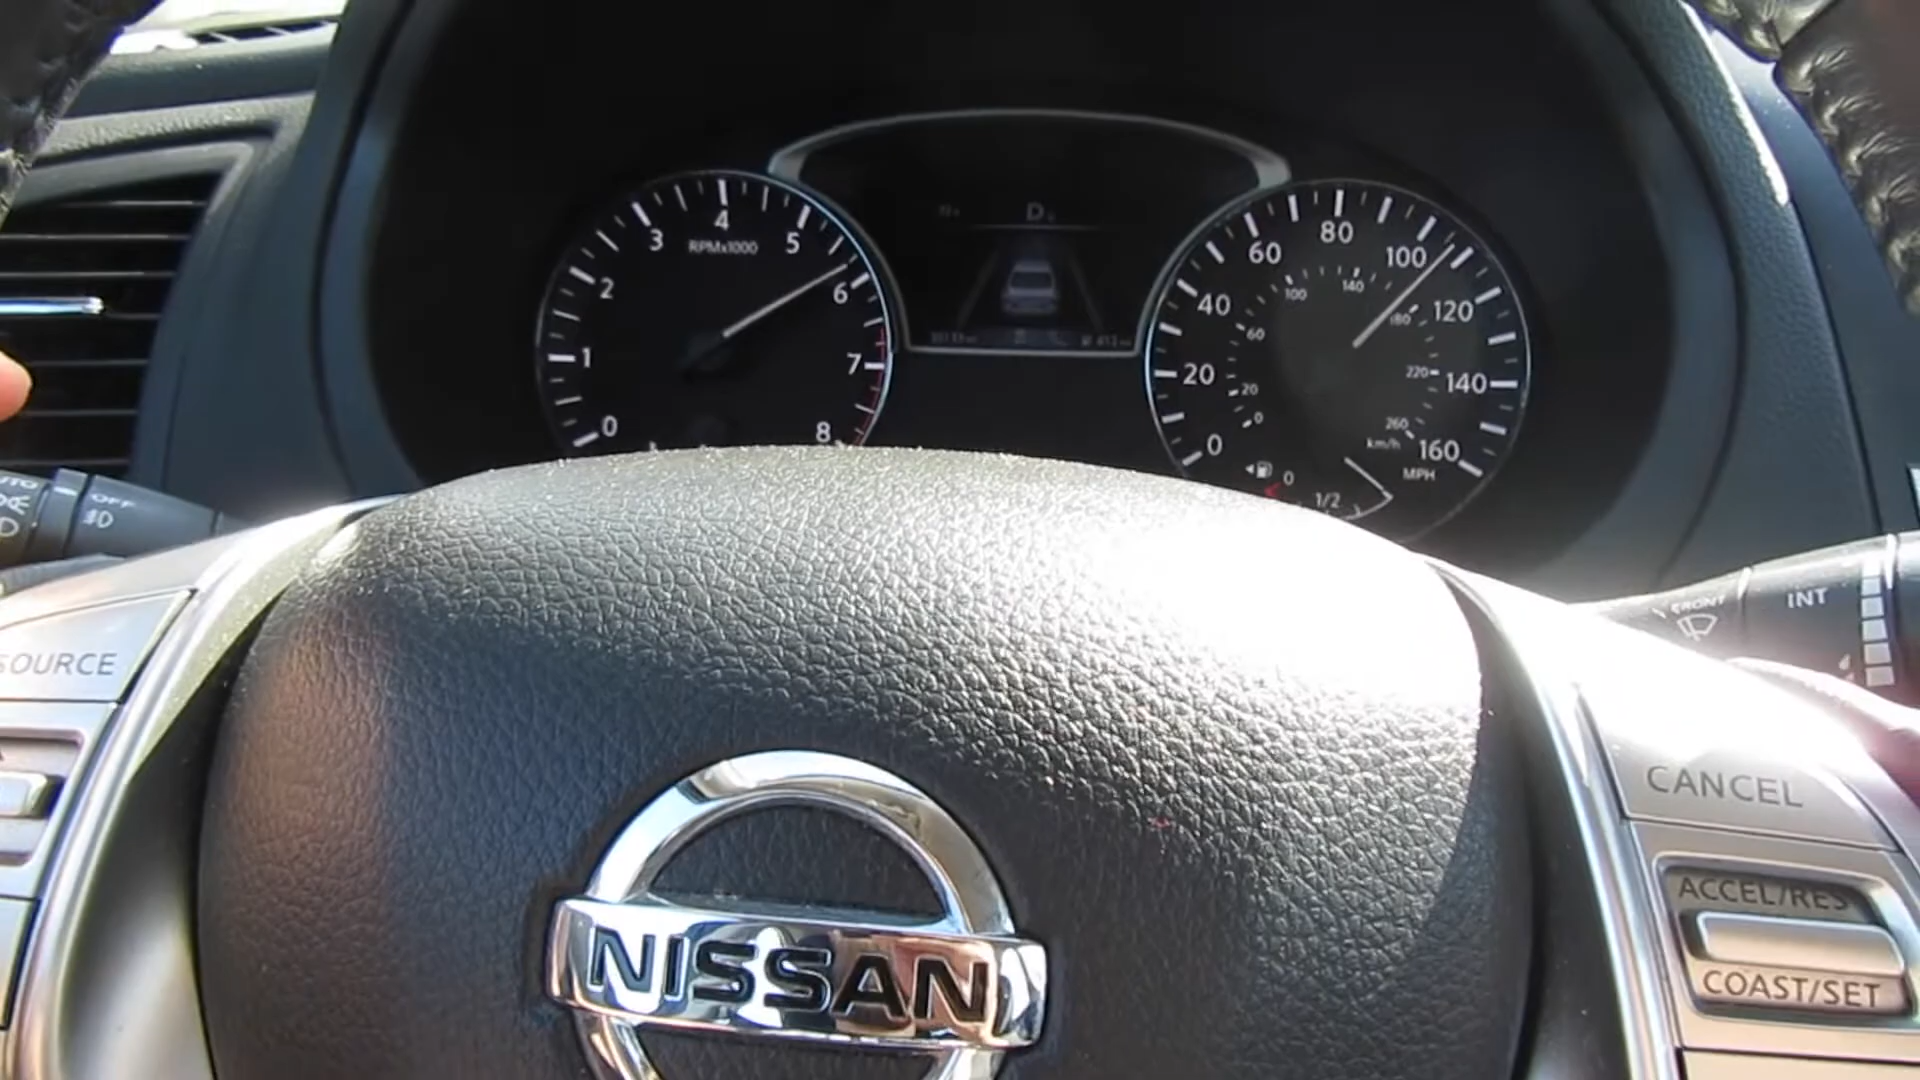 4
3
5
RPMx1000
2
6
1
7
0
8
D
80
60
100
40
120
20
140
0
160
100
140
60
180
20
220
0
260
km/h
MPH
0
1/2
OFF
SOURCE
FRONT
INT
CANCEL
ACCEL/RES
COAST/SET
NISSAN